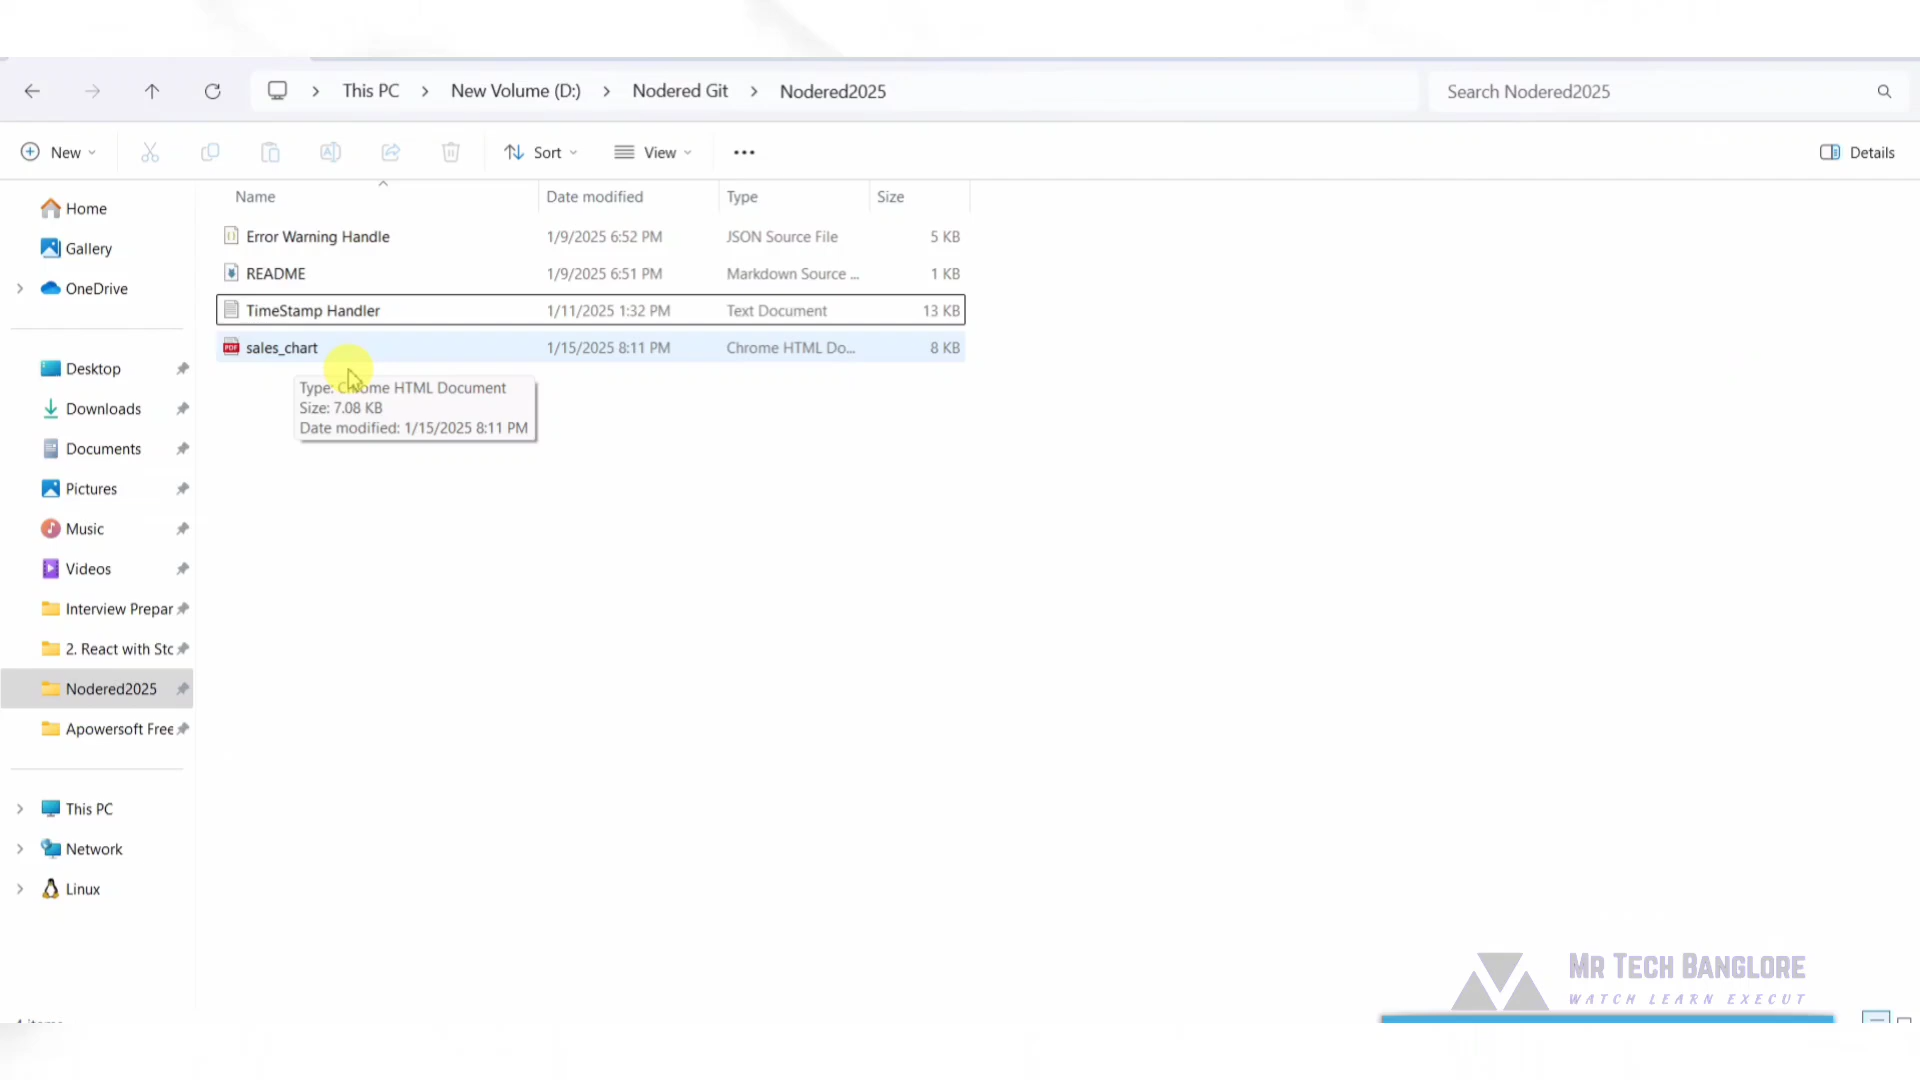 This PC > New Volume (D:) > Nodered Git > Nodered2025
Search Nodered2025
New
Sort
View
Details
Name Date modified Type Size
Error Warning Handle 1/9/2025 6:52 PM JSON Source File 5 KB
README 1/9/2025 6:51 PM Markdown Source ... 1 KB
TimeStamp Handler 1/11/2025 1:32 PM Text Document 13 KB
sales_chart 1/15/2025 8:11 PM Chrome HTML Do... 8 KB
Type: Chrome HTML Document
Size: 7.08 KB
Date modified: 1/15/2025 8:11 PM
Home
Gallery
OneDrive
Desktop
Downloads
Documents
Pictures
Music
Videos
Interview Prepar
2. React with Stc
Nodered2025
Apowersoft Free
This PC
Network
Linux
MR TECH BANGLORE
WATCH LEARN EXECUT